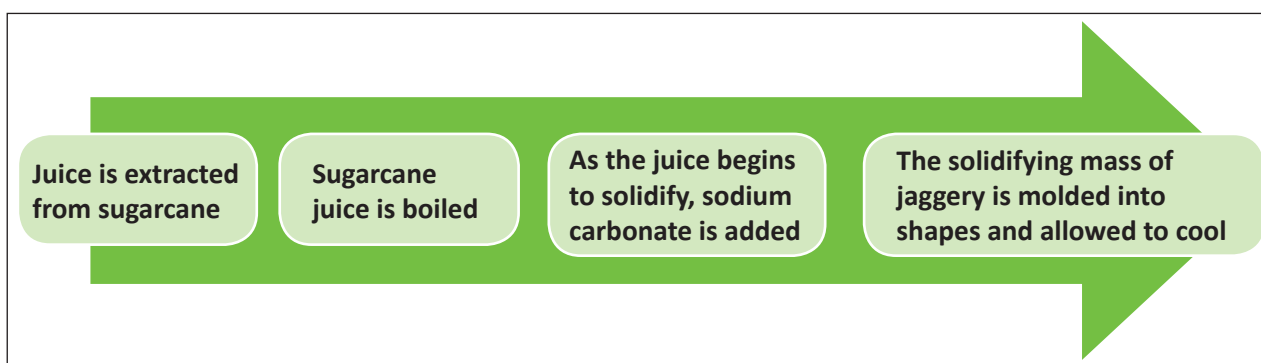 Juice is extracted
from sugarcane
Sugarcane
juice is boiled
As the juice begins
to solidify, sodium
carbonate is added
The solidifying mass of
jaggery is molded into
shapes and allowed to cool